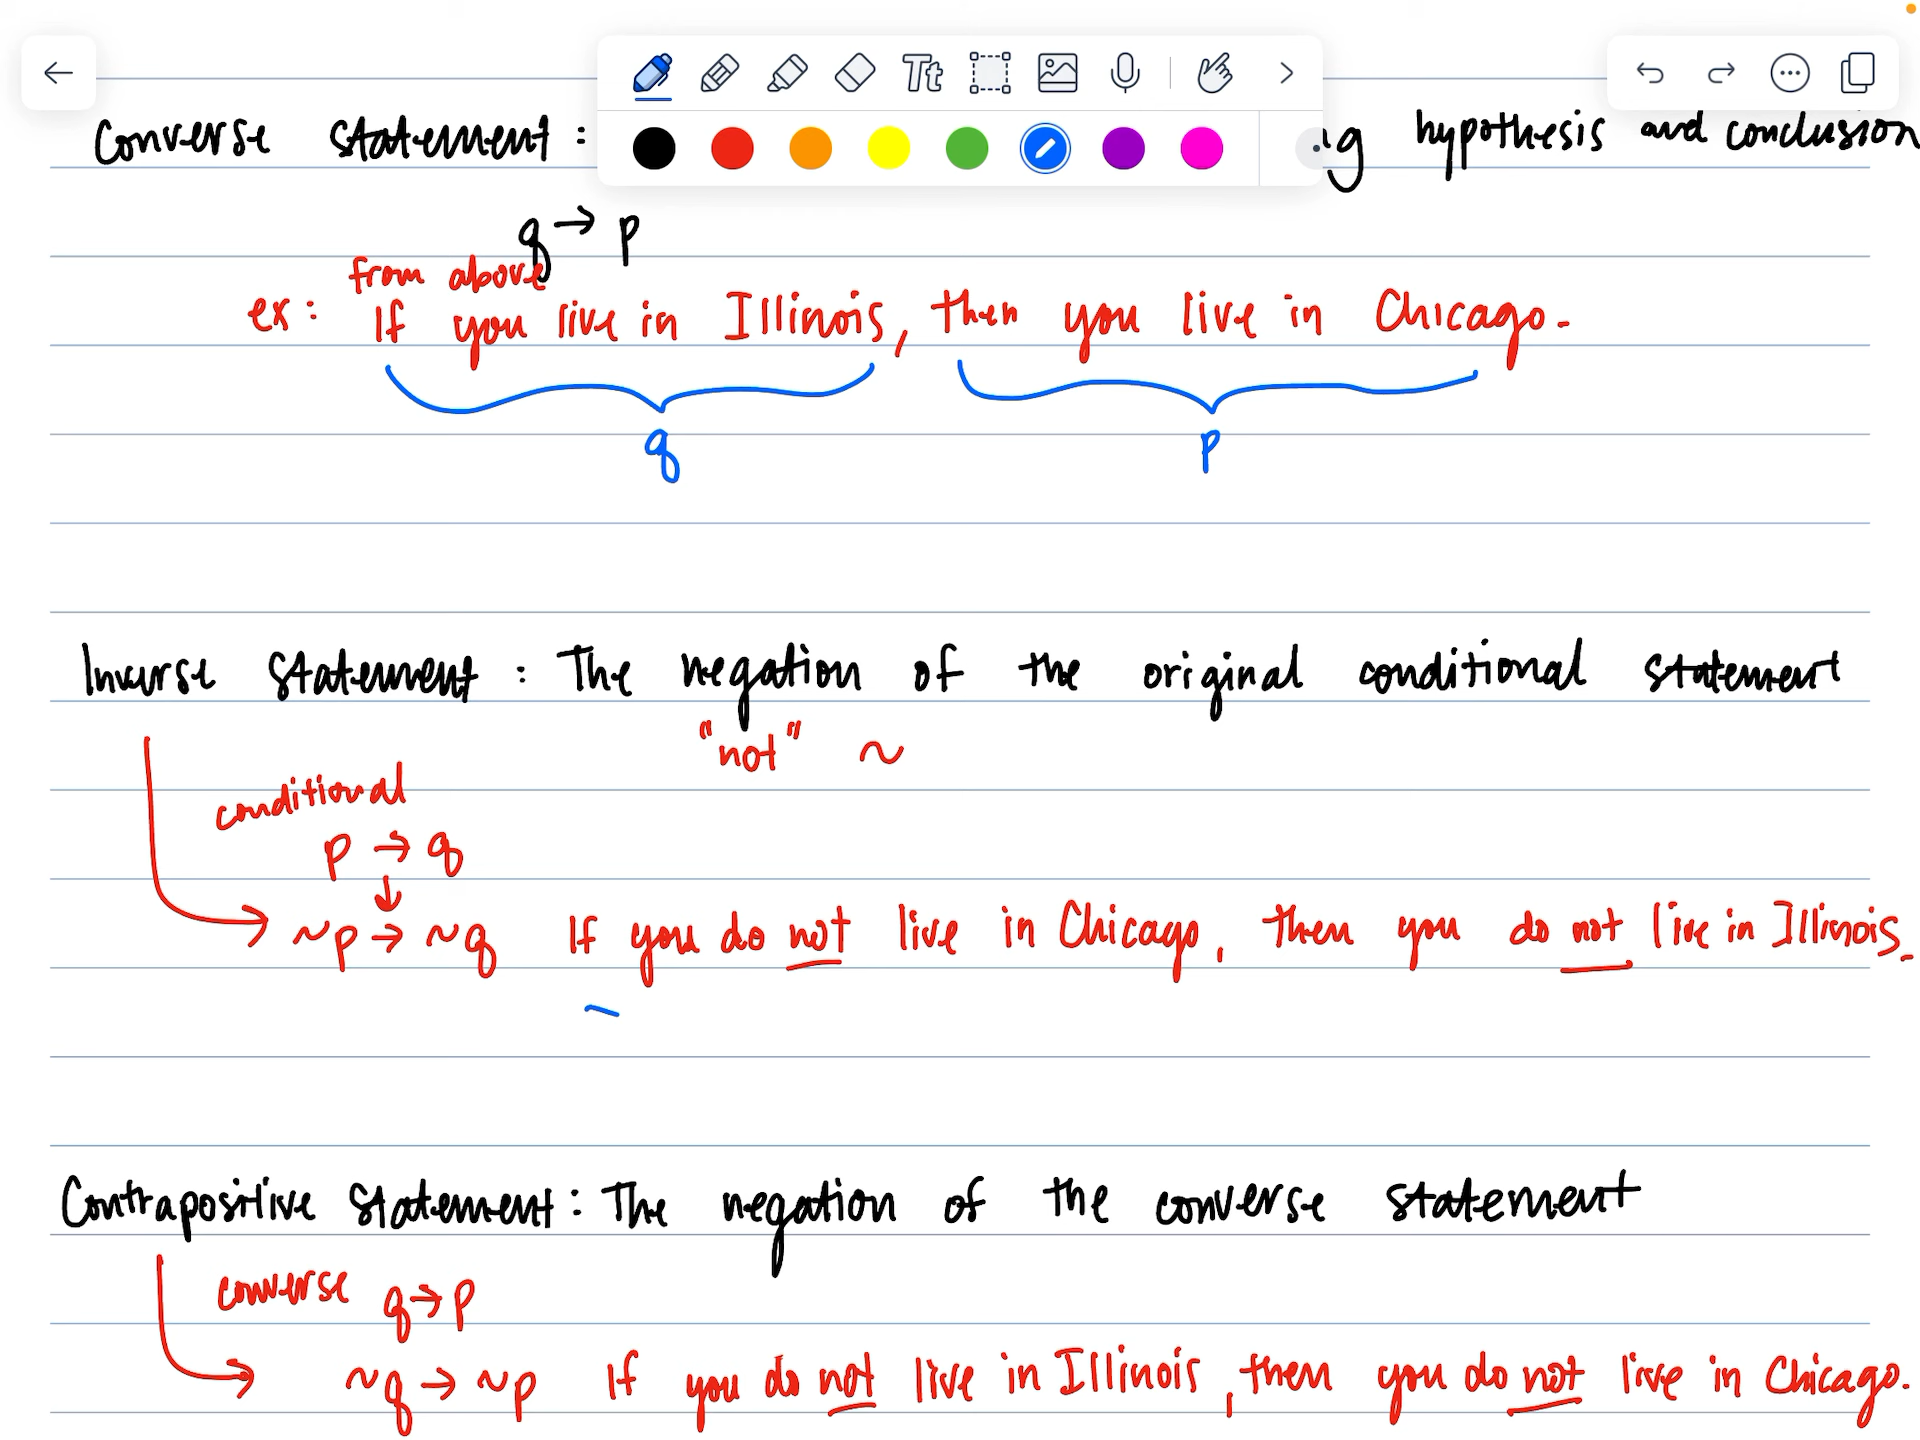 Tt
Converse statement: ng hypothesis and conclusion
q → p
from above
ex: If you live in Illinois, then you live in Chicago.
q p
Inverse statement: The negation of the original conditional statement
"not" ~
conditional
p → q
~p → ~q If you do not live in Chicago, then you do not live in Illinois.
Contrapositive statement: The negation of the converse statement
converse q → p
~q → ~p If you do not live in Illinois, then you do not live in Chicago.